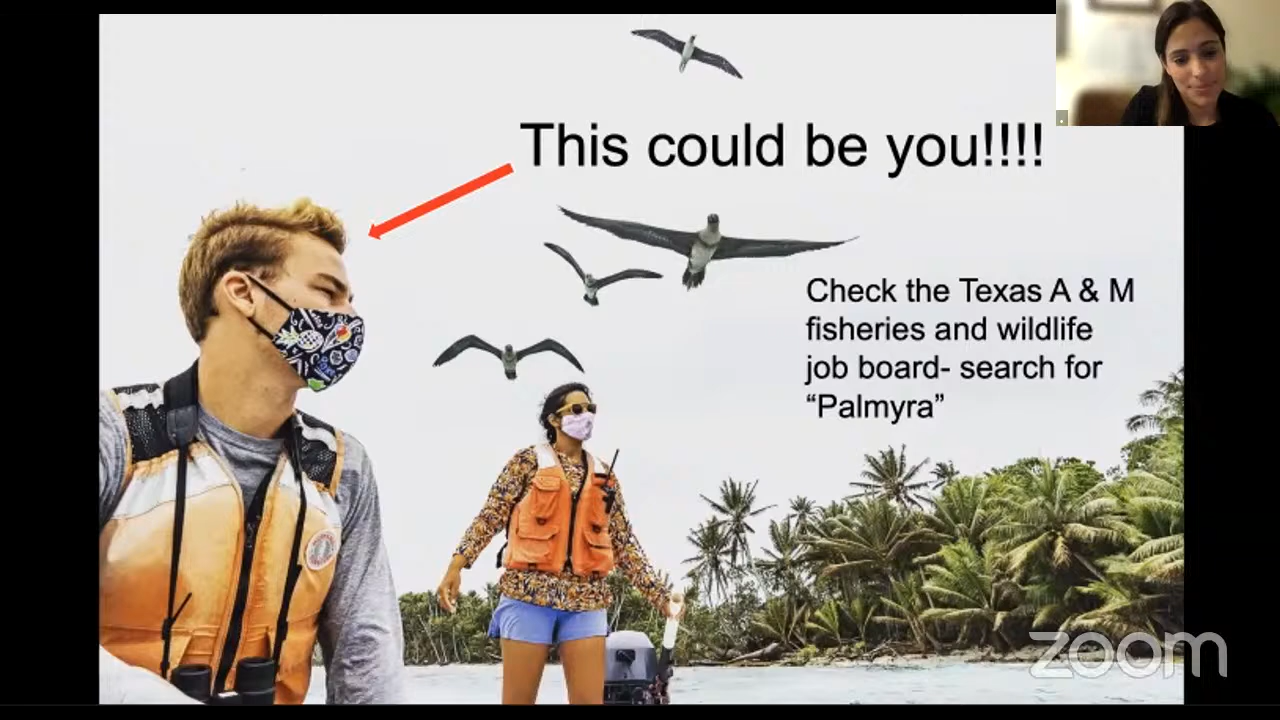 This could be you!!!!
Check the Texas A & M
fisheries and wildlife
job board- search for
“Palmyra”
zoom